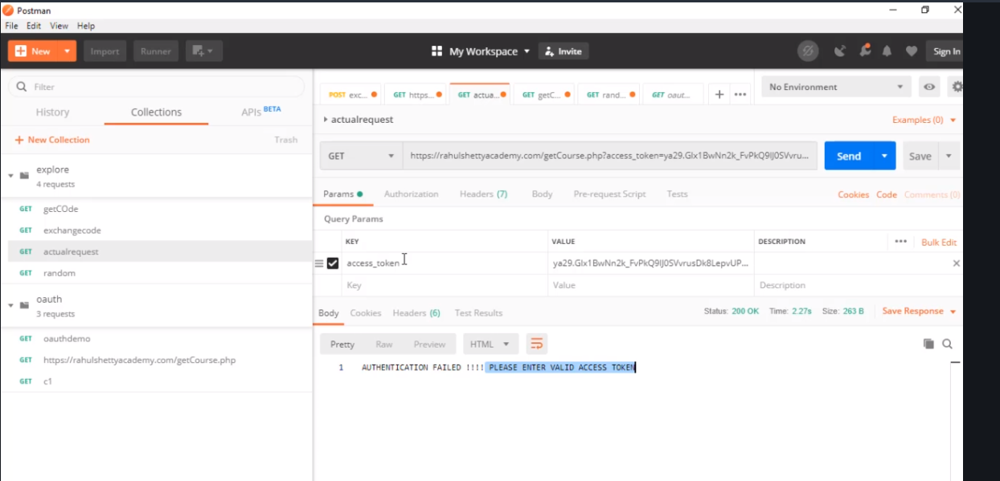 Postman
File Edit View Help
New Import Runner My Workspace Invite Sign In
Filter
History Collections APIs BETA
+ New Collection Trash
explore
4 requests
GET getCOde
GET exchangecode
GET actualrequest
GET random
oauth
3 requests
GET oauthdemo
GET https://rahulshettyacademy.com/getCourse.php
GET c1
POST exc... GET https... GET actua... GET getC... GET rand... GET oaut... + ••• No Environment
actualrequest Examples (0)
GET https://rahulshettyacademy.com/getCourse.php?access_token=ya29.GIx1BwNn2k_FvPkQ9IJ0SVvru... Send Save
Params Authorization Headers (7) Body Pre-request Script Tests Cookies Code Comments (0)
Query Params
KEY VALUE DESCRIPTION ••• Bulk Edit
access_token ya29.GIx1BwNn2k_FvPkQ9IJ0SVvrusDk8LepvUP...
Key Value Description
Body Cookies Headers (6) Test Results Status: 200 OK Time: 2.27s Size: 263 B Save Response
Pretty Raw Preview HTML
1 AUTHENTICATION FAILED !!!! PLEASE ENTER VALID ACCESS TOKEN